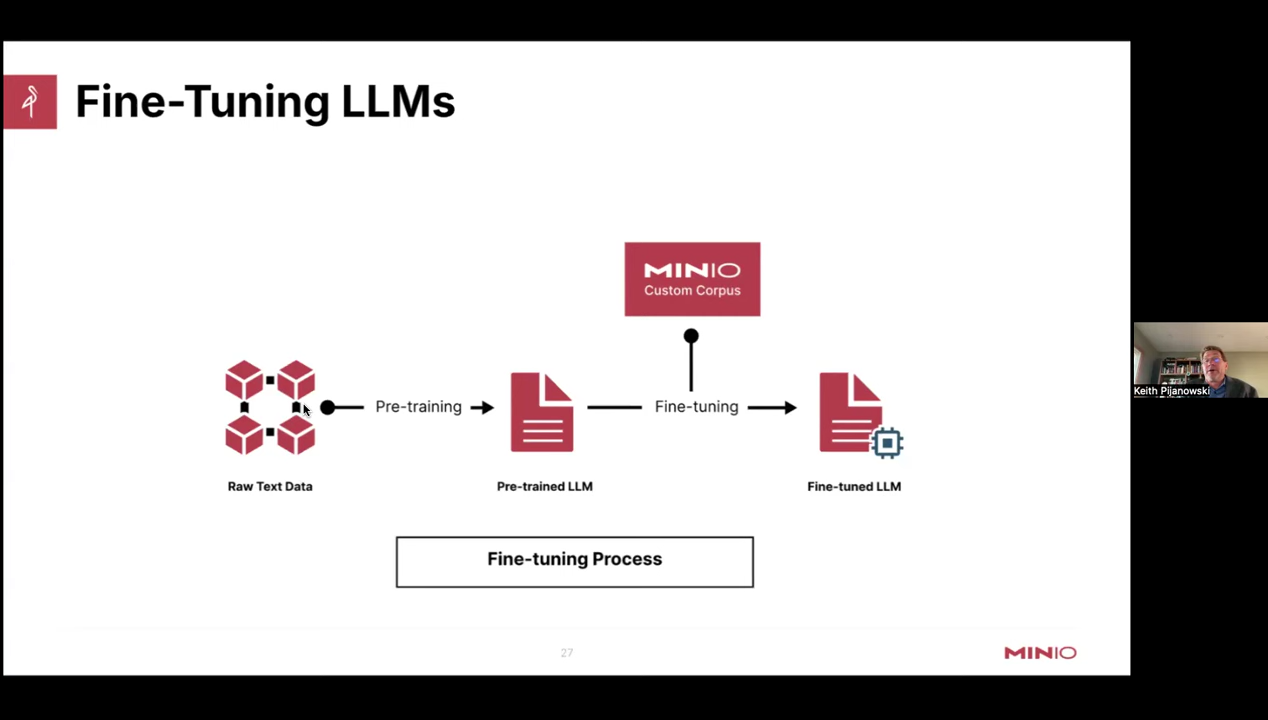 Fine-Tuning LLMs
MINIO
Custom Corpus
Pre-training
Fine-tuning
Raw Text Data
Pre-trained LLM
Fine-tuned LLM
Fine-tuning Process
27
MINIO
Keith Pijanowski